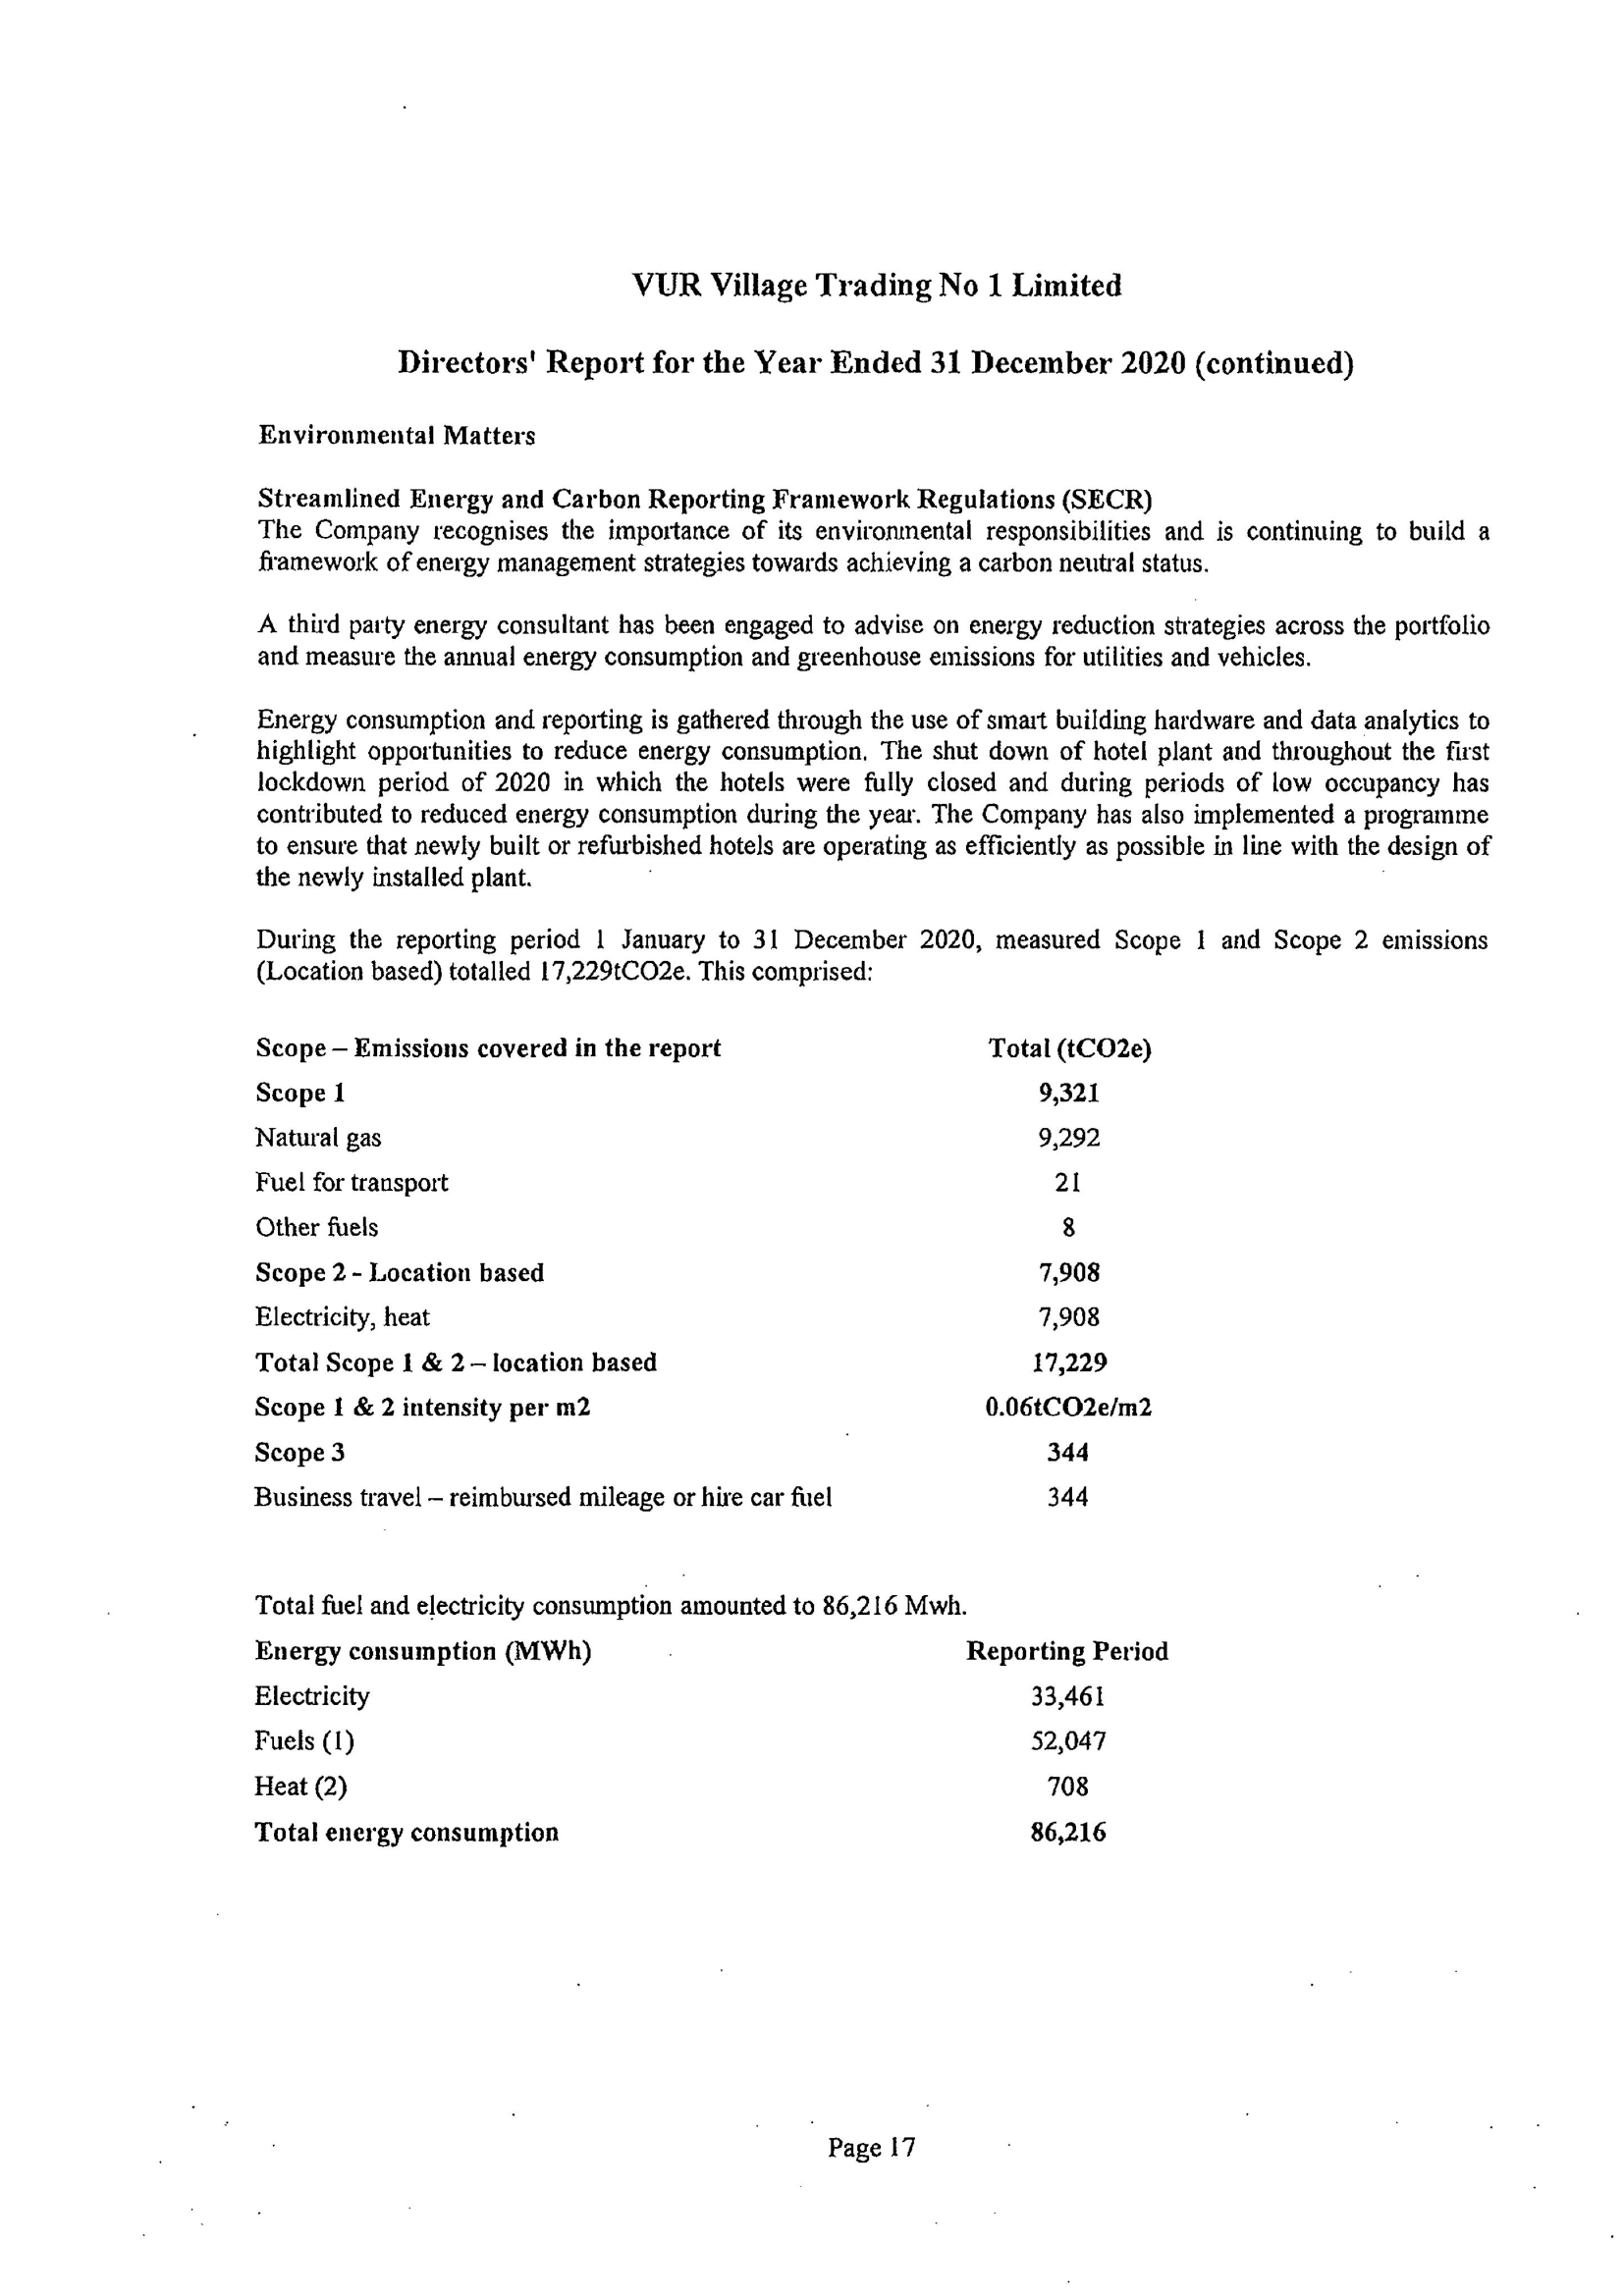 VUR Village Trading No 1 Limited
Directors' Report for the Year Ended 31 December 2020 (continued)
Environmental Matters
Streamlined Energy and Carbon Reporting Framework Regulations (SECR)
The Company recognises the importance of its environmental responsibilities and is continuing to build a
framework of energy management strategies towards achieving a carbon neutral status.
A third party energy consultant has been engaged to advise on energy reduction strategies across the portfolio
and measure the annual energy consumption and greenhouse emissions for utilities and vehicles.
Energy consumption and reporting is gathered through the use of smart building hardware and data analytics to
highlight opportunities to reduce energy consumption. The shut down of hotel plant and throughout the first
lockdown period of 2020 in which the hotels were fully closed and during periods of low occupancy has
contributed to reduced energy consumption during the year. The Company has also implemented a programme
to ensure that newly built or refurbished hotels are operating as efficiently as possible in line with the design of
the newly installed plant.
During the reporting period 1 January to 31 December 2020, measured Scope 1 and Scope 2 emissions
(Location based) totalled 17,229tCO2e. This comprised:
Scope – Emissions covered in the report Total (tCO2e)
Scope 1 9,321
Natural gas 9,292
Fuel for transport 21
Other fuels 8
Scope 2 - Location based 7,908
Electricity, heat 7,908
Total Scope 1 & 2 – location based 17,229
Scope 1 & 2 intensity per m2 0.06tCO2e/m2
Scope 3 344
Business travel – reimbursed mileage or hire car fuel 344
Total fuel and electricity consumption amounted to 86,216 Mwh.
Energy consumption (MWh) Reporting Period
Electricity 33,461
Fuels (1) 52,047
Heat (2) 708
Total energy consumption 86,216
Page 17